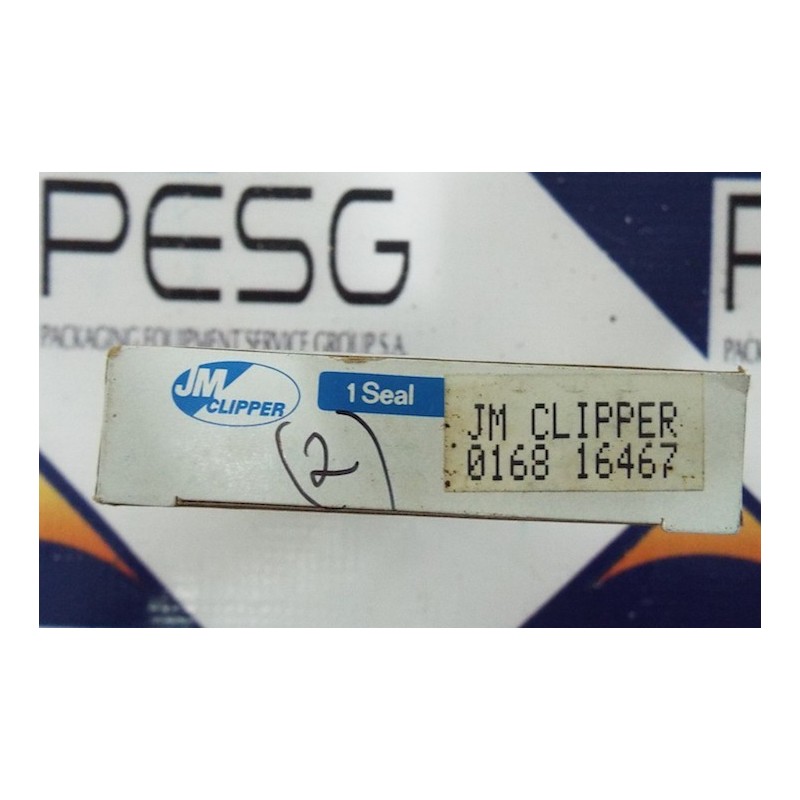 PESG
PACKAGING EQUIPMENT SERVICE GROUP S.A.
JM
CLIPPER
1 Seal
(2)
JM CLIPPER
0168 16467